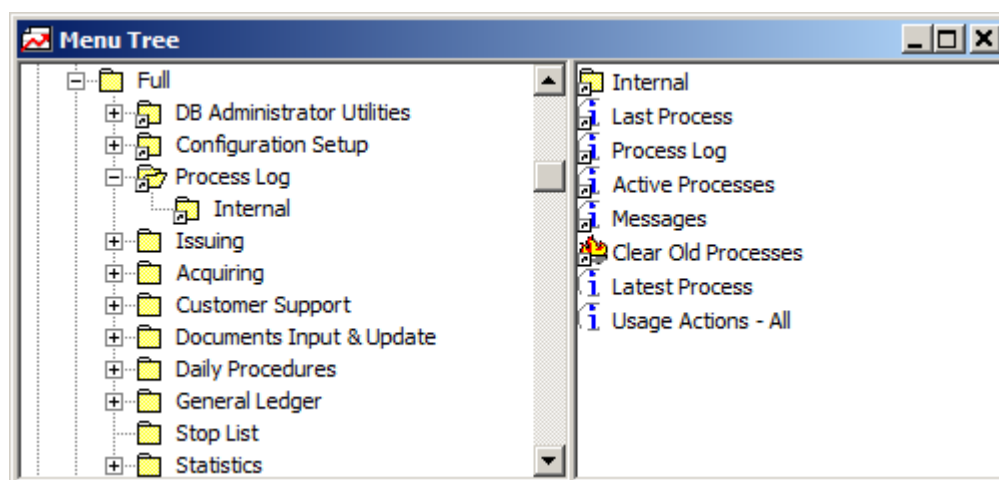 Menu Tree
Full
DB Administrator Utilities
Configuration Setup
Process Log
Internal
Issuing
Acquiring
Customer Support
Documents Input & Update
Daily Procedures
General Ledger
Stop List
Statistics
Internal
Last Process
Process Log
Active Processes
Messages
Clear Old Processes
Latest Process
Usage Actions - All